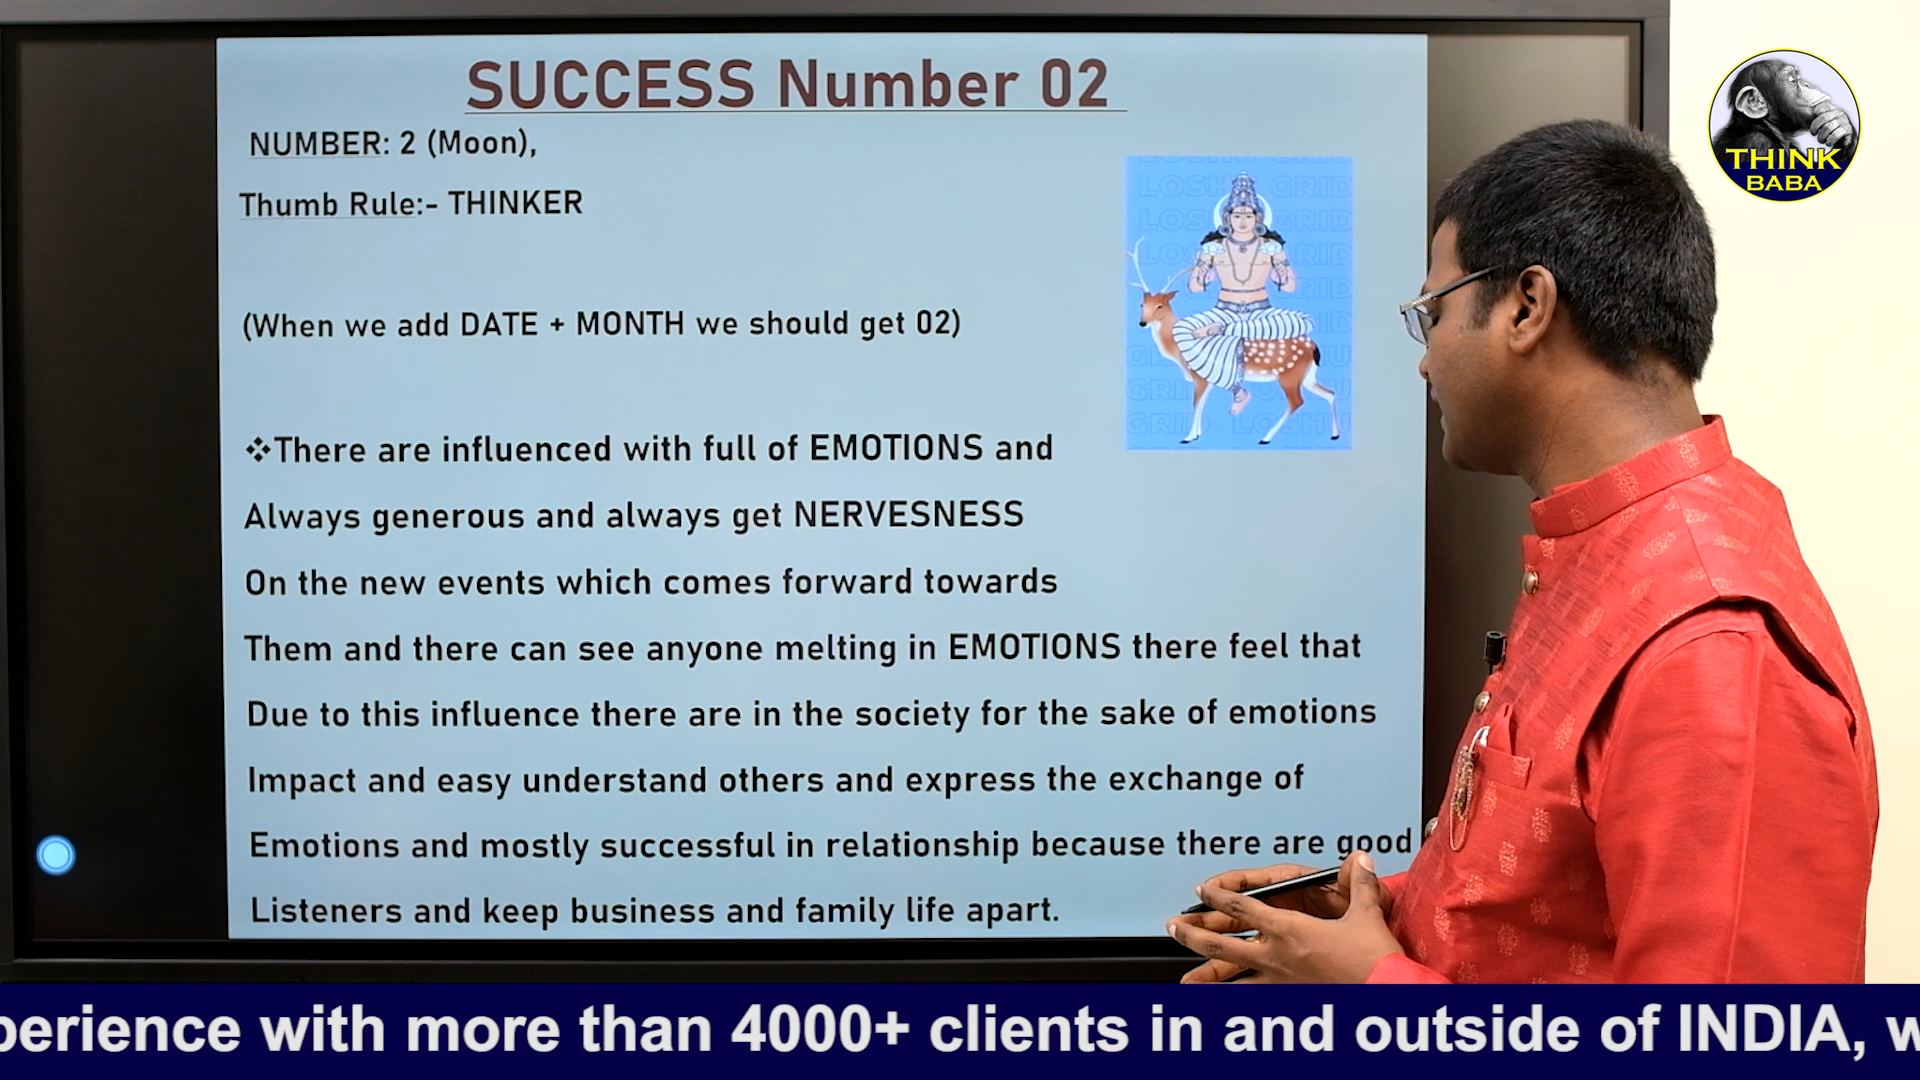 SUCCESS Number 02
NUMBER: 2 (Moon),
Thumb Rule:- THINKER
(When we add DATE + MONTH we should get 02)
❖There are influenced with full of EMOTIONS and
Always generous and always get NERVESNESS
On the new events which comes forward towards
Them and there can see anyone melting in EMOTIONS there feel that
Due to this influence there are in the society for the sake of emotions
Impact and easy understand others and express the exchange of
Emotions and mostly successful in relationship because there are good
Listeners and keep business and family life apart.
THINK
BABA
perience with more than 4000+ clients in and outside of INDIA, w